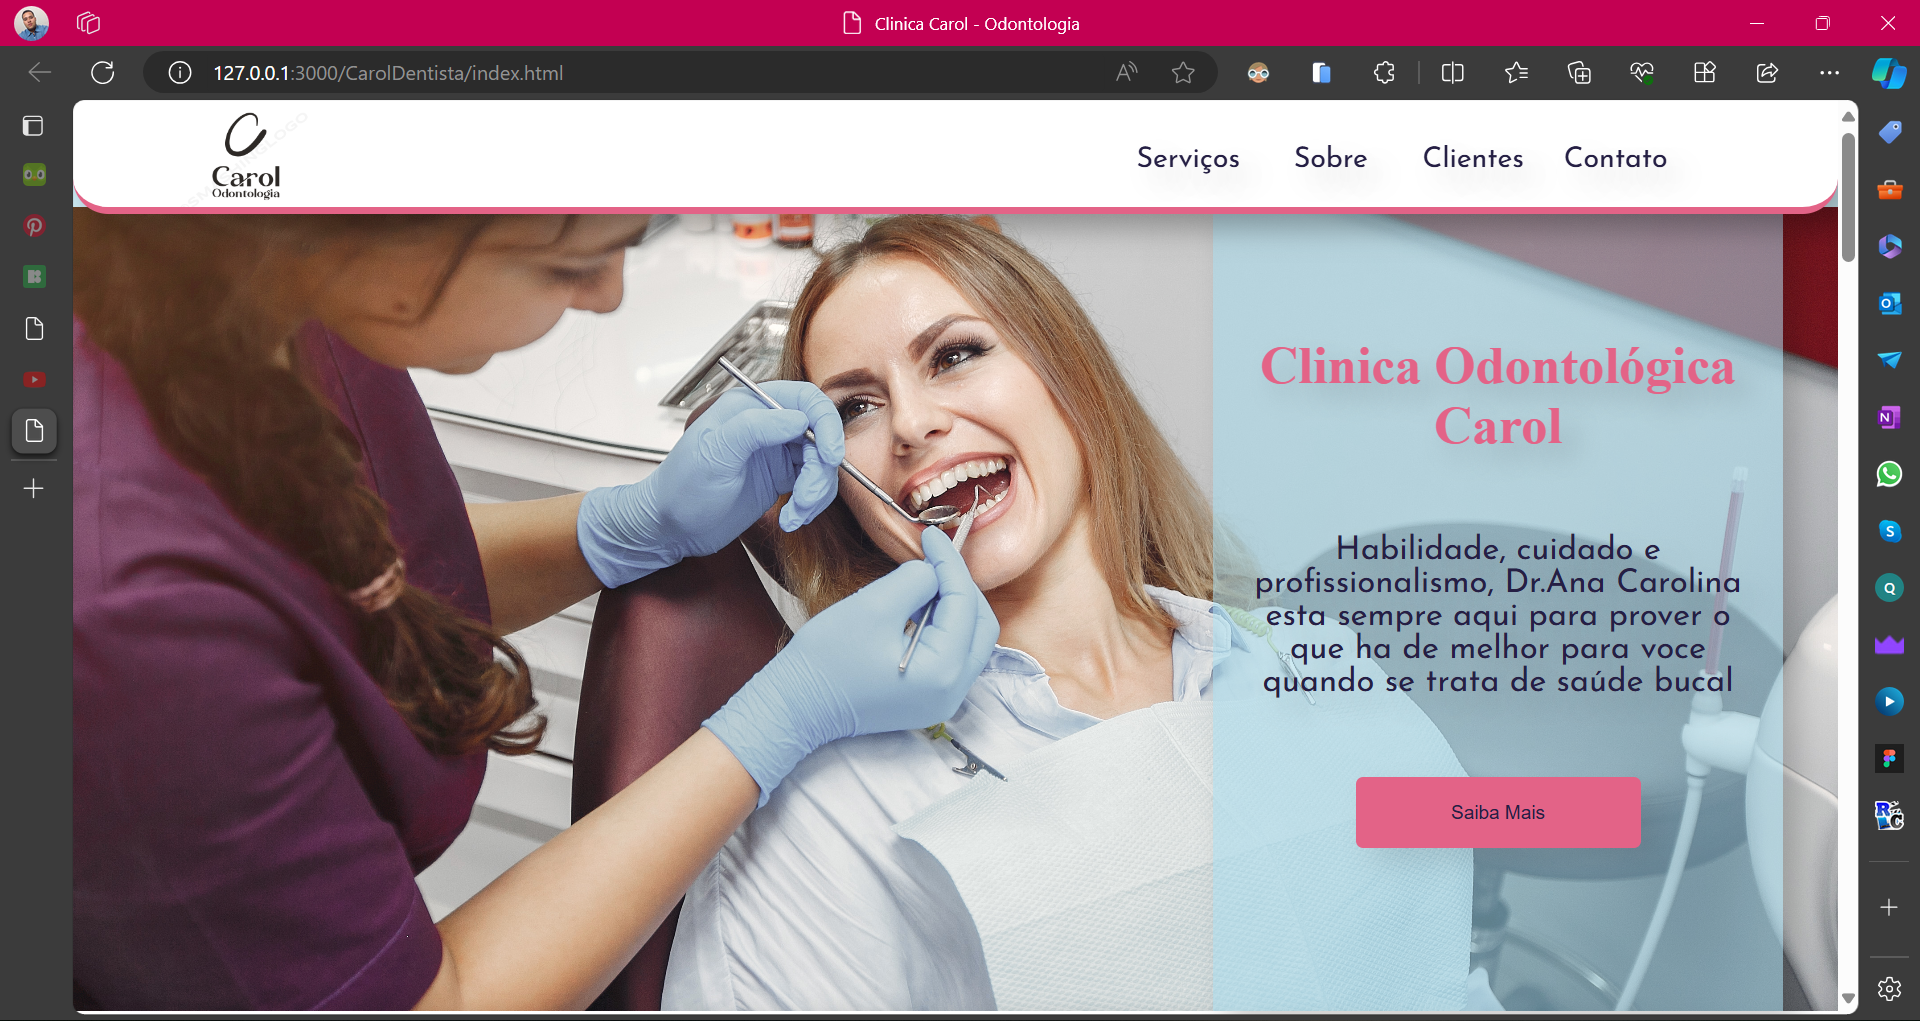 Clinica Carol - Odontologia
127.0.0.1:3000/CarolDentista/index.html
Carol
Odontologia
Serviços Sobre Clientes Contato
Clinica Odontológica
Carol
Habilidade, cuidado e
profissionalismo, Dr.Ana Carolina
esta sempre aqui para prover o
que ha de melhor para voce
quando se trata de saúde bucal
Saiba Mais